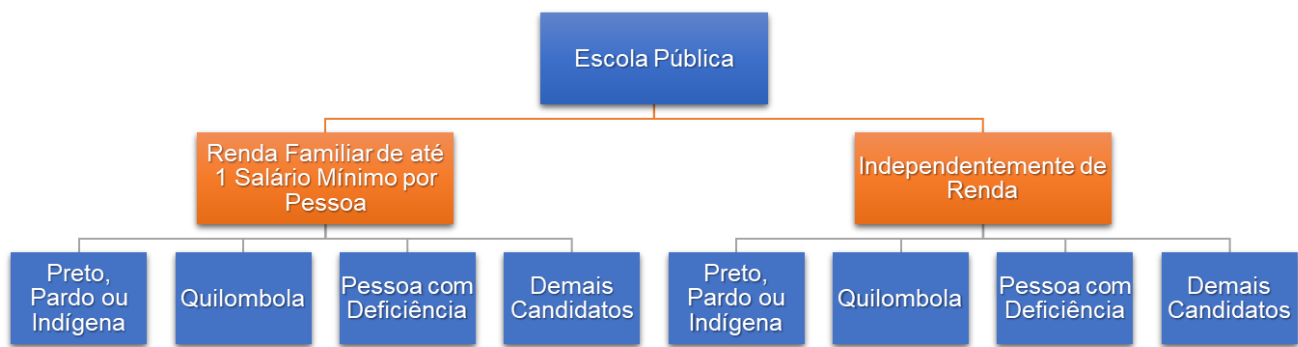 Escola Pública
Renda Familiar de até
1 Salário Mínimo por
Pessoa
Independentemente de
Renda
Preto,
Pardo ou
Indígena
Quilombola
Pessoa com
Deficiência
Demais
Candidatos
Preto,
Pardo ou
Indígena
Quilombola
Pessoa com
Deficiência
Demais
Candidatos